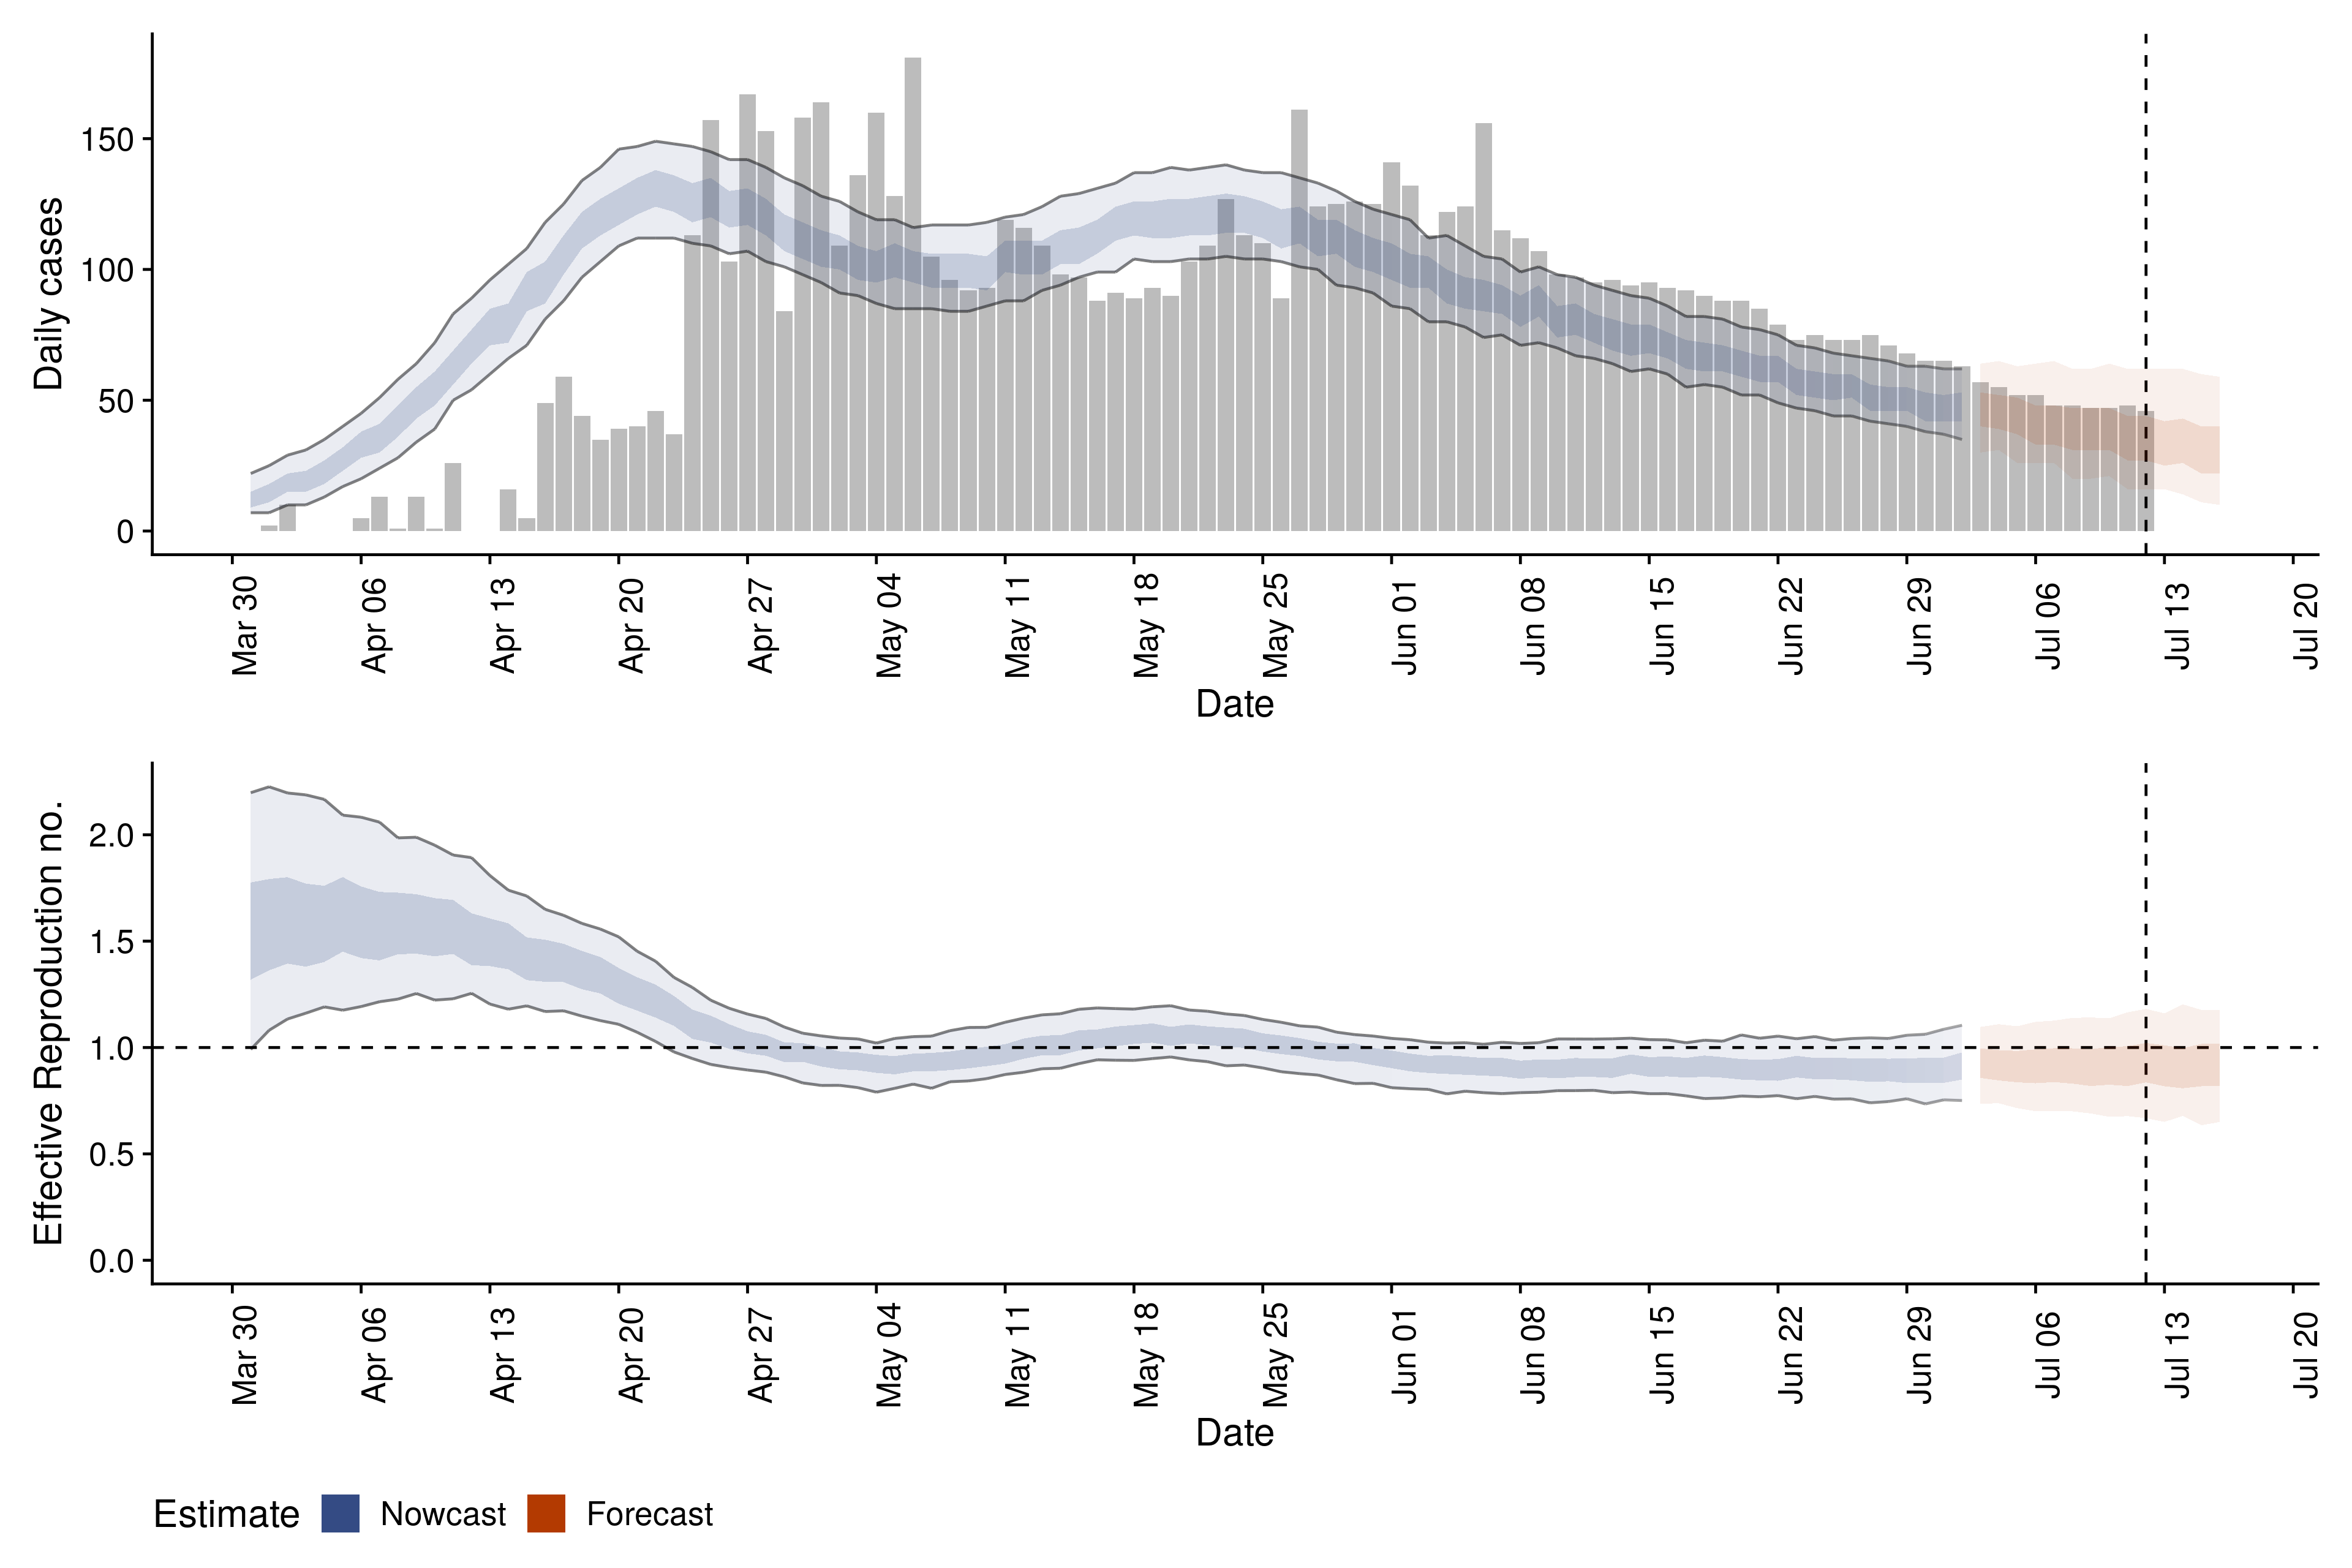 Daily cases
150
100
50
0
Mar 30
Apr 06
Apr 13
Apr 20
Apr 27
May 04
May 11
May 18
May 25
Jun 01
Jun 08
Jun 15
Jun 22
Jun 29
Jul 06
Jul 13
Jul 20
Date
Effective Reproduction no.
2.0
1.5
1.0
0.5
0.0
Mar 30
Apr 06
Apr 13
Apr 20
Apr 27
May 04
May 11
May 18
May 25
Jun 01
Jun 08
Jun 15
Jun 22
Jun 29
Jul 06
Jul 13
Jul 20
Date
Estimate Nowcast Forecast